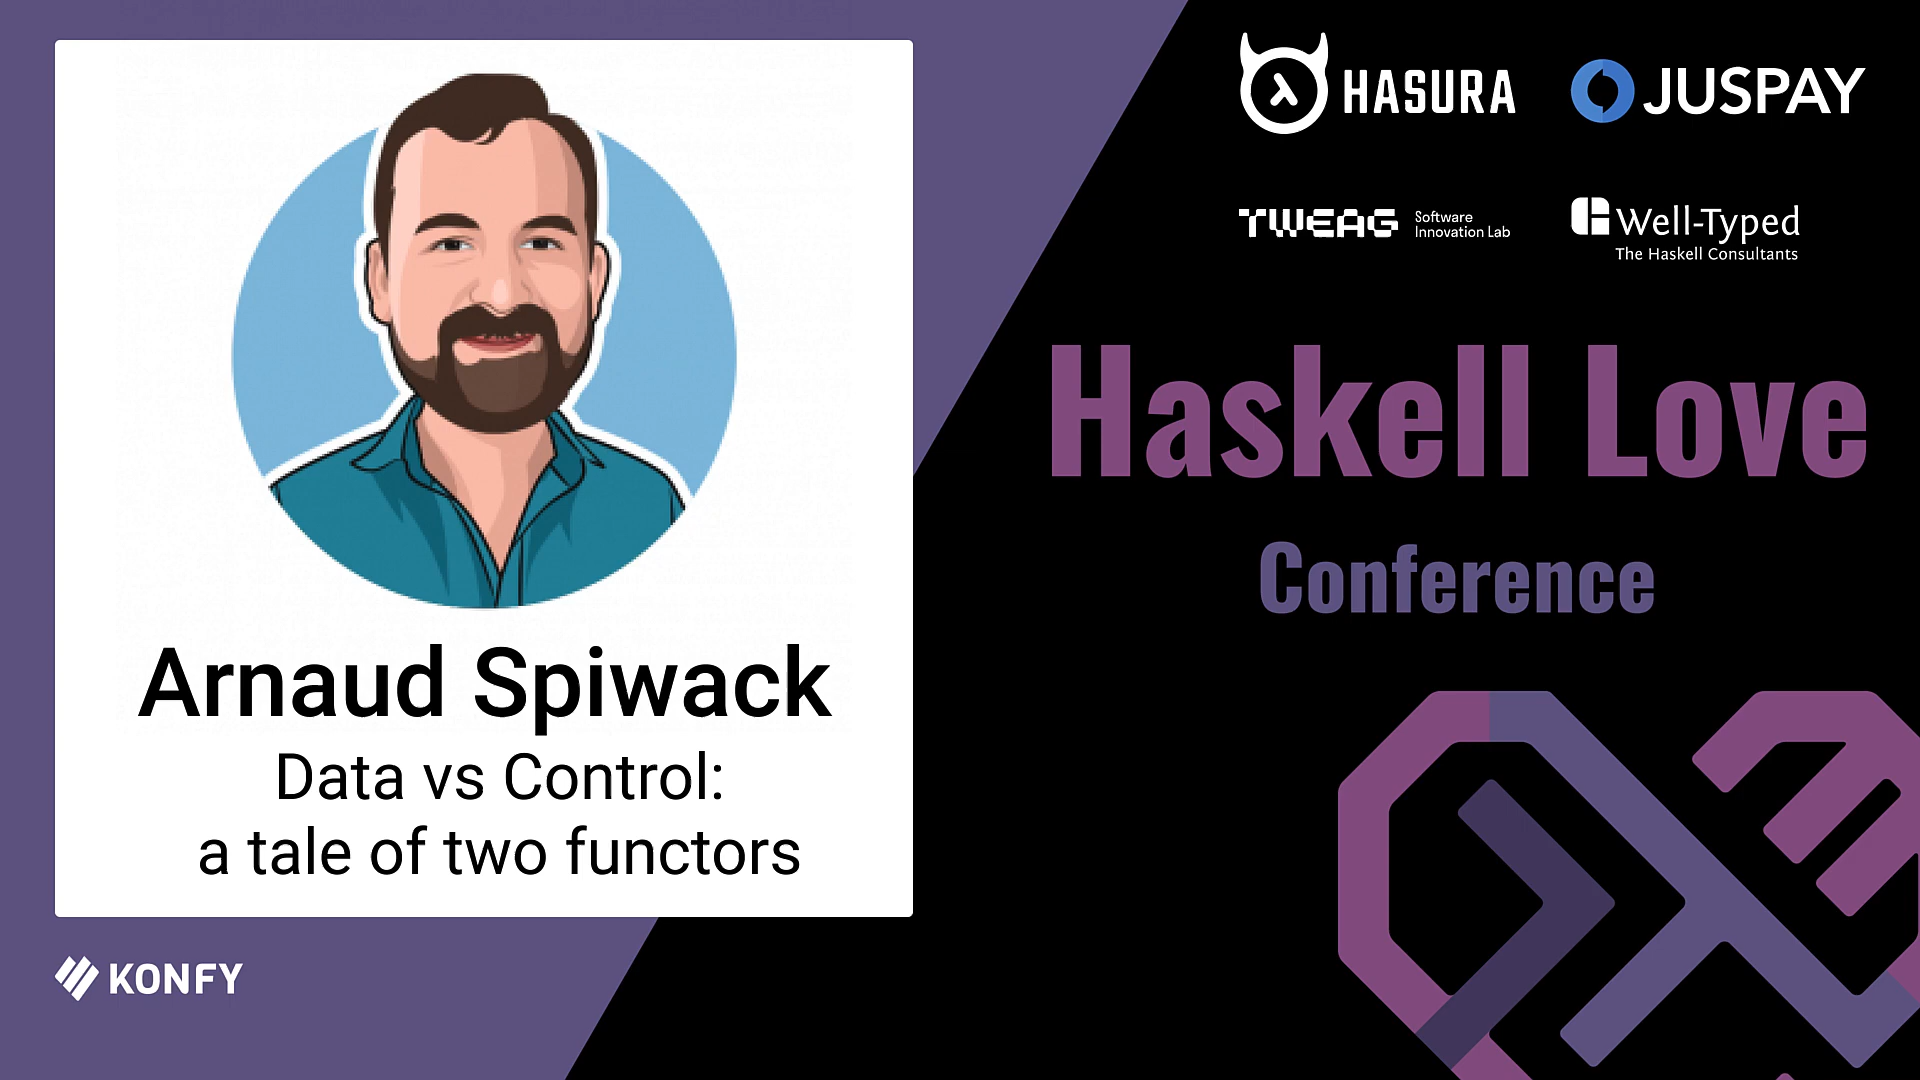 Arnaud Spiwack
Data vs Control:
a tale of two functors
KONFY
HASURA
JUSPAY
TWEAG
Software
Innovation Lab
Well-Typed
The Haskell Consultants
Haskell Love
Conference